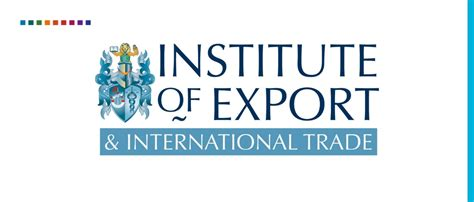 INSTITUTE
OF EXPORT
& INTERNATIONAL TRADE